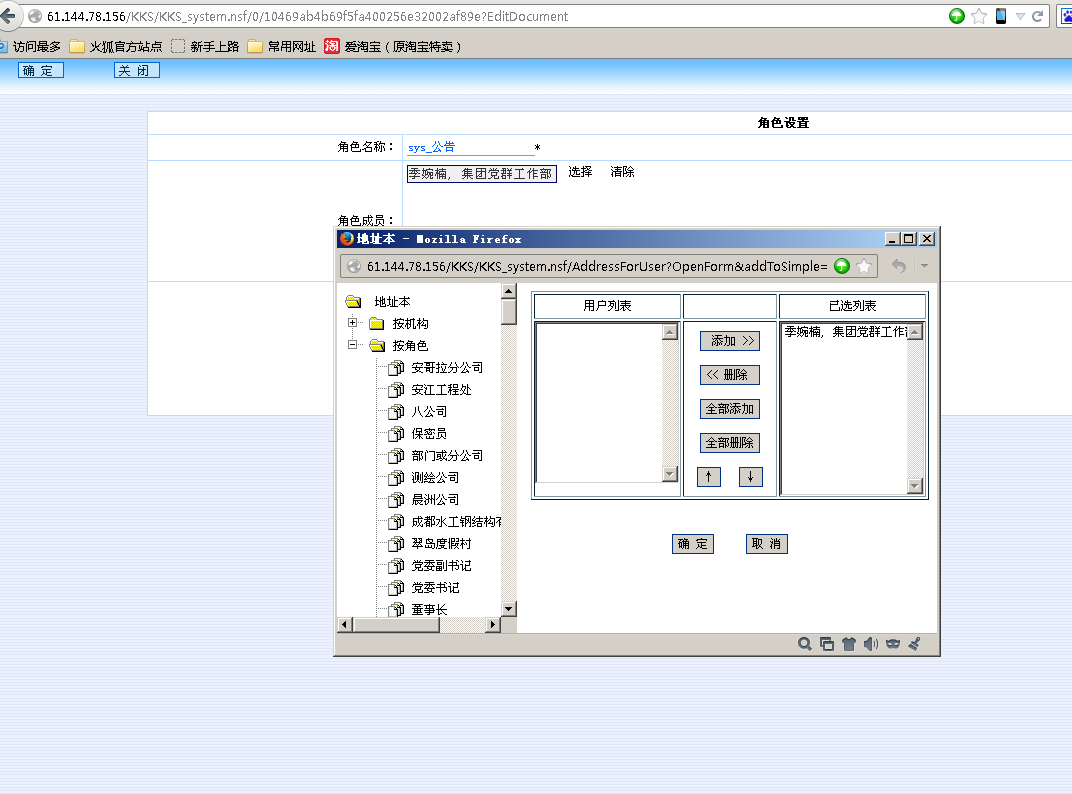 61.144.78.156/KKS/KKS_system.nsf/0/10469ab4b69f5fa400256e32002af89e?EditDocument
访问最多 火狐官方站点 新手上路 常用网址 淘 爱淘宝（原淘宝特卖）
确 定 关 闭
角色设置
角色名称： sys_公告 *
季婉楠, 集团党群工作部 选择 清除
角色成员：
地址本 - Mozilla Firefox
61.144.78.156/KKS/KKS_system.nsf/AddressForUser?OpenForm&addToSimple=
地址本
按机构
按角色
安哥拉分公司
安江工程处
八公司
保密员
部门或分公司
测绘公司
晨洲公司
成都水工钢结构有
翠岛度假村
党委副书记
党委书记
董事长
用户列表 已选列表
季婉楠, 集团党群工作部
添加 >>
<< 删除
全部添加
全部删除
↑ ↓
确 定 取 消